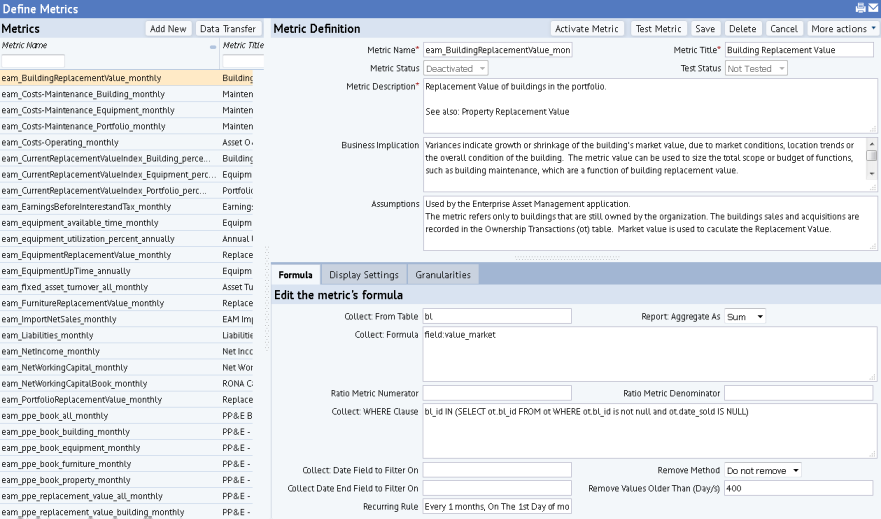 Define Metrics
Metrics
Add New
Data Transfer
Metric Name
Metric Title
eam_BuildingReplacementValue_monthly Building
eam_Costs-Maintenance_Building_monthly Mainten
eam_Costs-Maintenance_Equipment_monthly Mainten
eam_Costs-Maintenance_Portfolio_monthly Mainten
eam_Costs-Operating_monthly Asset O
eam_CurrentReplacementValueIndex_Building_perce... Building
eam_CurrentReplacementValueIndex_Equipment_perc... Equipm
eam_CurrentReplacementValueIndex_Portfolio_perc... Portfolio
eam_EarningsBeforeInterestandTax_monthly Earning
eam_equipment_available_time_monthly Equipm
eam_equipment_utilization_percent_annually Annual
eam_EquipmentReplacementValue_monthly Replace
eam_EquipmentUpTime_annually Equipm
eam_fixed_asset_turnover_all_monthly Asset Tu
eam_FurnitureReplacementValue_monthly Replace
eam_ImportNetSales_monthly EAM Imp
eam_Liabilities_monthly Liabilitie
eam_NetIncome_monthly Net Inc
eam_NetWorkingCapital_monthly Net Wor
eam_NetWorkingCapitalBook_monthly RONA C
eam_PortfolioReplacementValue_monthly Replace
eam_ppe_book_all_monthly PP&E B
eam_ppe_book_building_monthly PP&E -
eam_ppe_book_equipment_monthly PP&E -
eam_ppe_book_furniture_monthly PP&E -
eam_ppe_book_property_monthly PP&E -
eam_ppe_replacement_value_all_monthly PP&E -
eam_ppe_replacement_value_building_monthly PP&E -
Metric Definition
Activate Metric
Test Metric
Save
Delete
Cancel
More actions
Metric Name* eam_BuildingReplacementValue_mon
Metric Title* Building Replacement Value
Metric Status Deactivated
Test Status Not Tested
Metric Description* Replacement Value of buildings in the portfolio.
See also: Property Replacement Value
Business Implication Variances indicate growth or shrinkage of the building's market value, due to market conditions, location trends or
the overall condition of the building. The metric value can be used to size the total scope or budget of functions,
such as building maintenance, which are a function of building replacement value.
Assumptions Used by the Enterprise Asset Management application.
The metric refers only to buildings that are still owned by the organization. The buildings sales and acquisitions are
recorded in the Ownership Transactions (ot) table. Market value is used to caculate the Replacement Value.
Formula
Display Settings
Granularities
Edit the metric's formula
Collect: From Table bl
Report: Aggregate As Sum
Collect: Formula field:value_market
Ratio Metric Numerator
Ratio Metric Denominator
Collect: WHERE Clause bl_id IN (SELECT ot.bl_id FROM ot WHERE ot.bl_id is not null and ot.date_sold IS NULL)
Collect: Date Field to Filter On
Remove Method Do not remove
Collect Date End Field to Filter On
Remove Values Older Than (Day/s) 400
Recurring Rule Every 1 months, On The 1st Day of mo